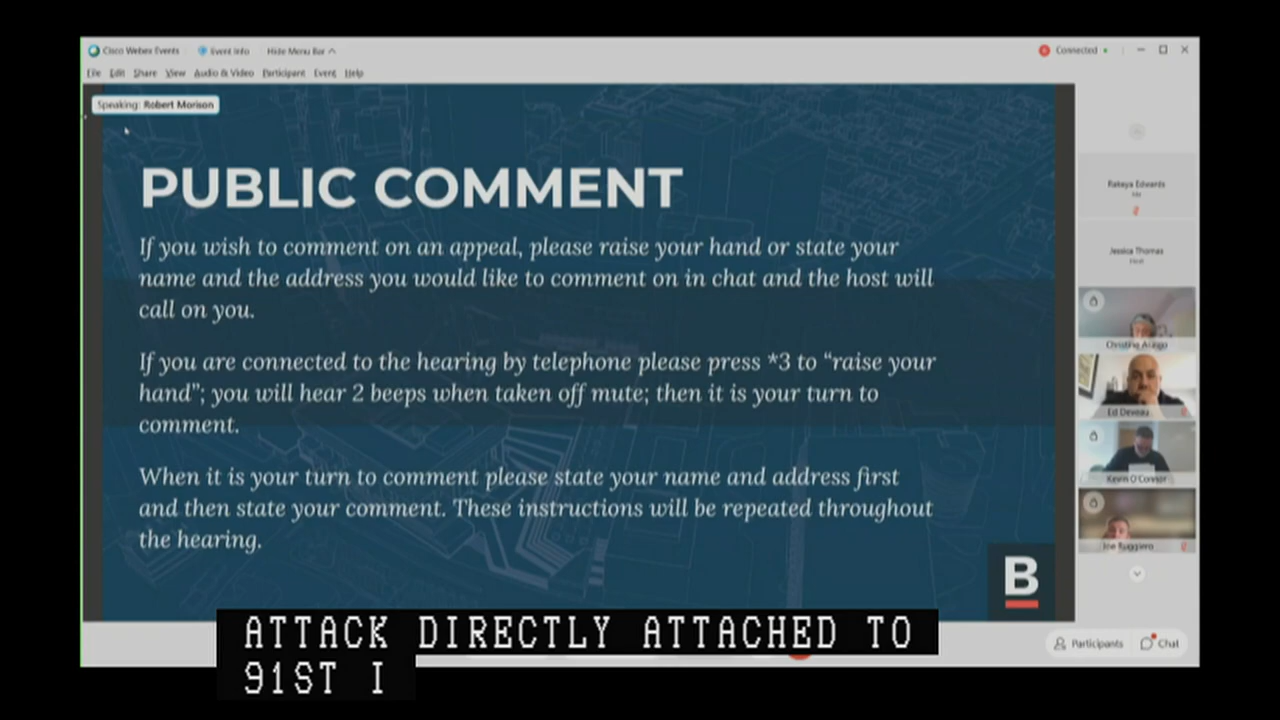 Cisco Webex Events Event Info Hide Menu Bar Connected
File Edit Share View Audio & Video Participant Event Help
Speaking: Robert Morison
PUBLIC COMMENT
If you wish to comment on an appeal, please raise your hand or state your
name and the address you would like to comment on in chat and the host will
call on you.
If you are connected to the hearing by telephone please press *3 to “raise your
hand”; you will hear 2 beeps when taken off mute; then it is your turn to
comment.
When it is your turn to comment please state your name and address first
and then state your comment. These instructions will be repeated throughout
the hearing.
B
Rakeya Edwards
Me
Jessica Thomas
Host
Christine Araujo
Ed Deveau
Kevin O'Connor
Joe Ruggiero
Participants Chat
ATTACK DIRECTLY ATTACHED TO
91ST I